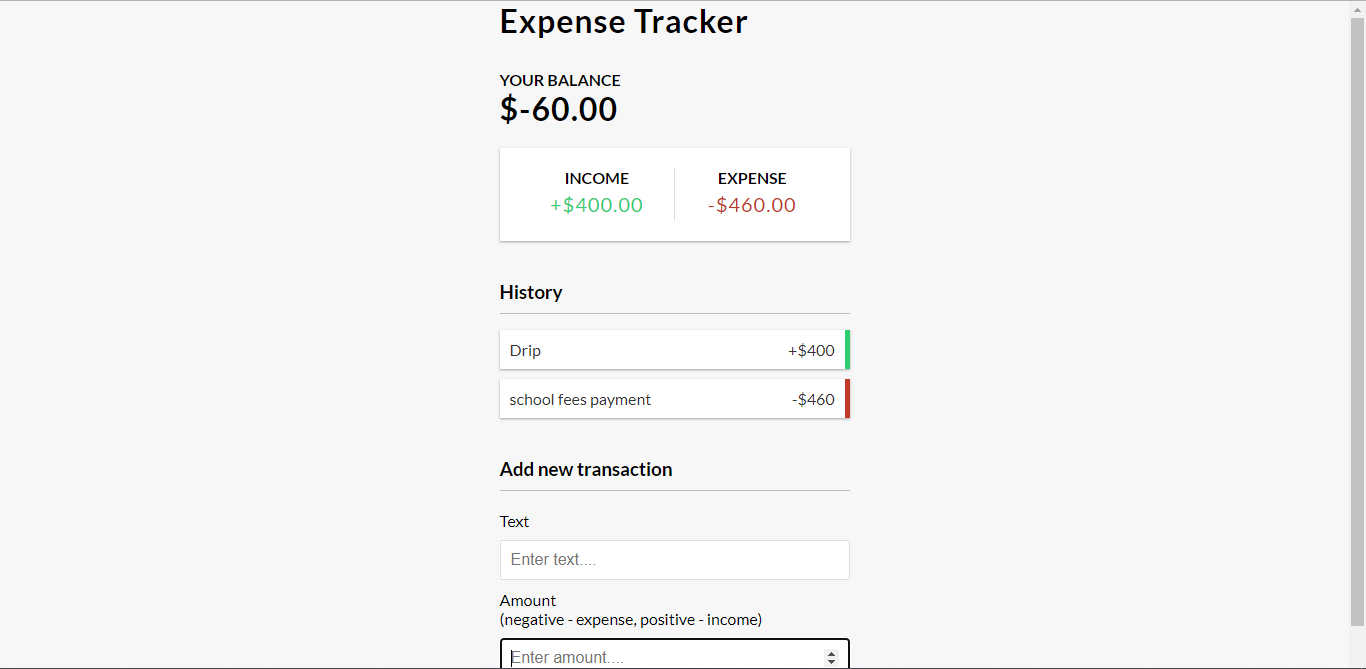 Expense Tracker
YOUR BALANCE
$-60.00
INCOME EXPENSE
+$400.00 -$460.00
History
Drip +$400
school fees payment -$460
Add new transaction
Text
Enter text....
Amount
(negative - expense, positive - income)
Enter amount....